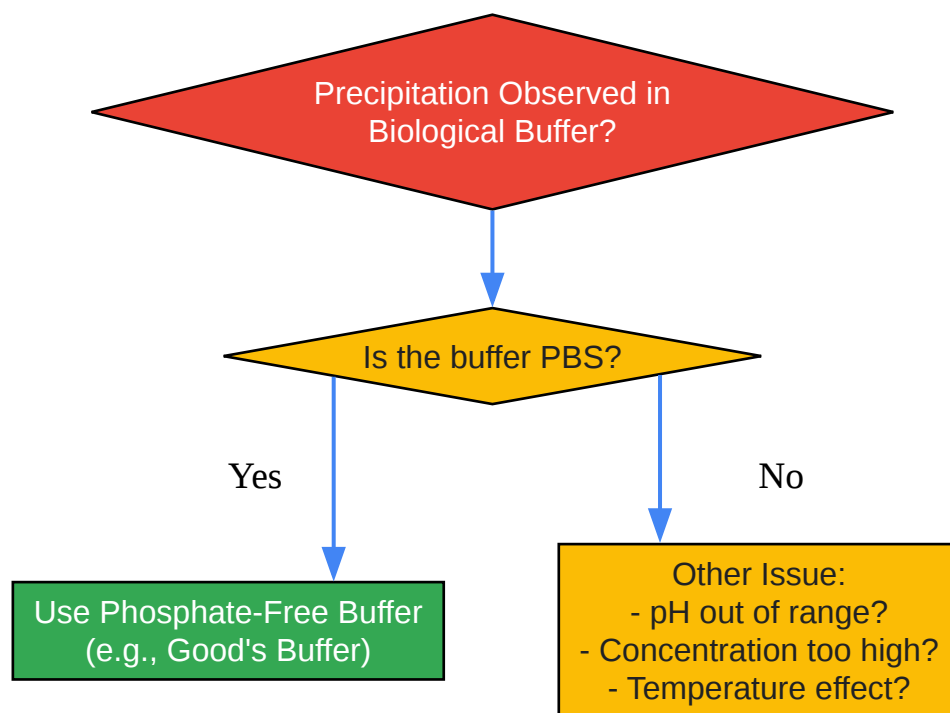 Precipitation Observed in
Biological Buffer?
Is the buffer PBS?
Yes
No
Use Phosphate-Free Buffer
(e.g., Good's Buffer)
Other Issue:
- pH out of range?
- Concentration too high?
- Temperature effect?